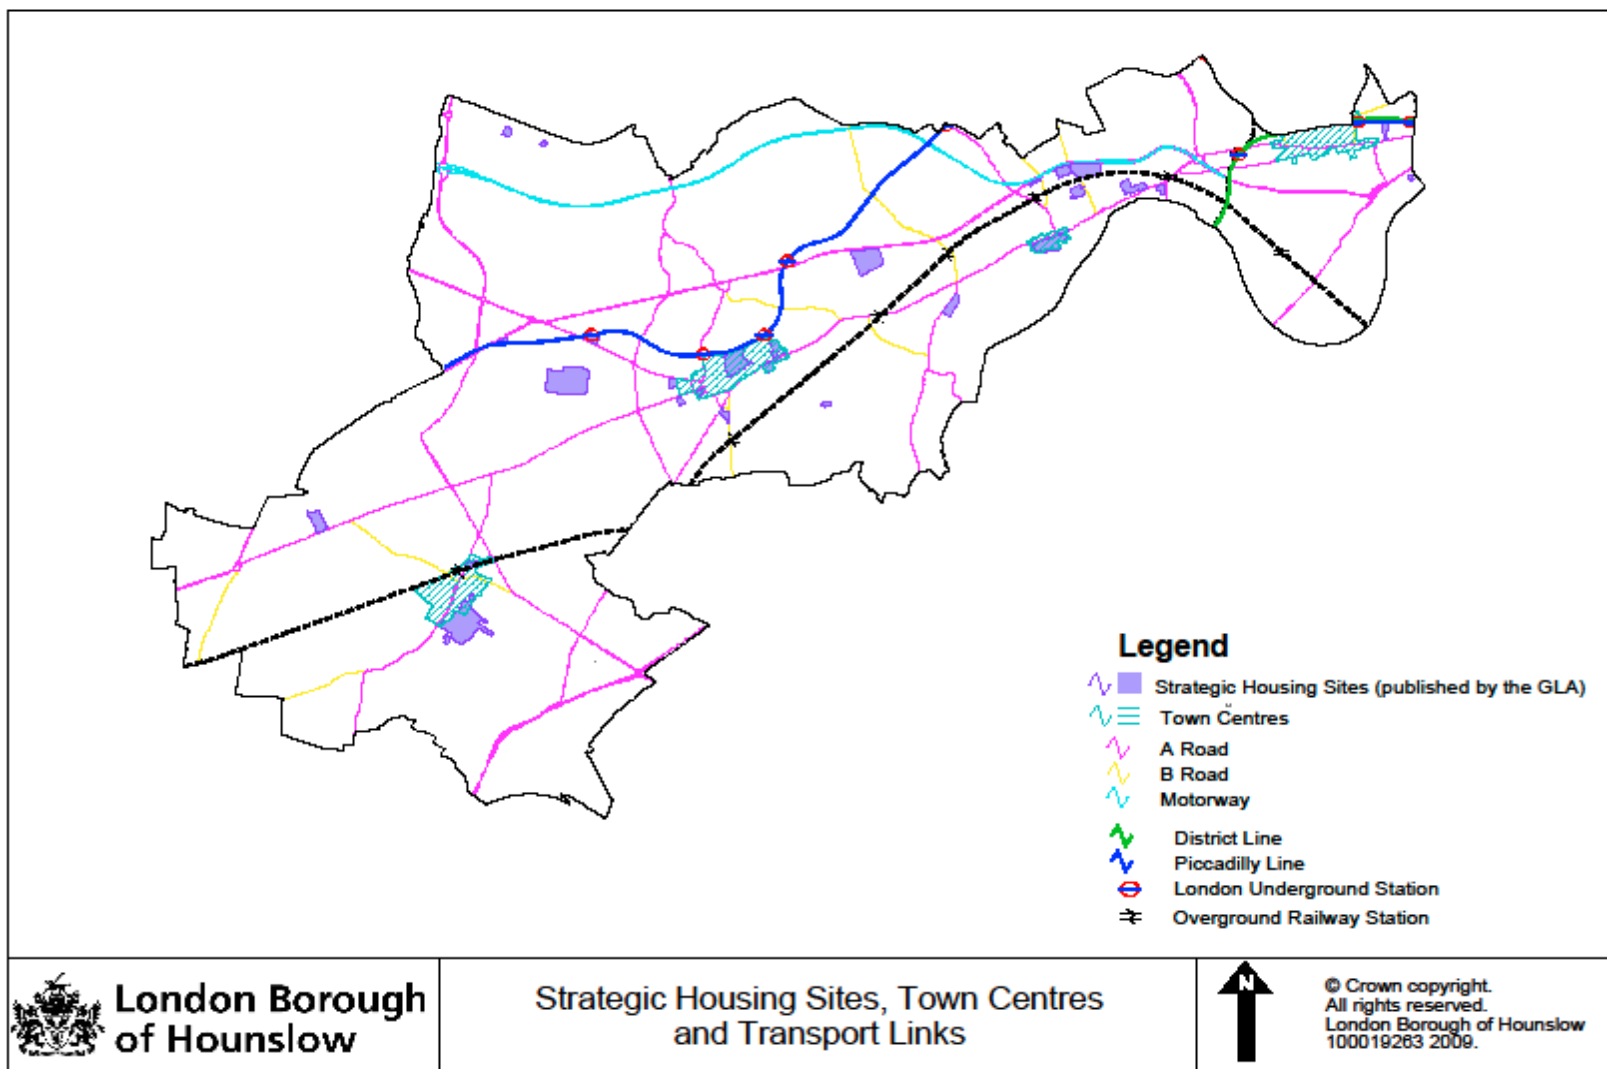 Legend
Strategic Housing Sites (published by the GLA)
Town Centres
A Road
B Road
Motorway
District Line
Piccadilly Line
London Underground Station
Overground Railway Station
London Borough
of Hounslow
Strategic Housing Sites, Town Centres
and Transport Links
N
© Crown copyright.
All rights reserved.
London Borough of Hounslow
100019263 2009.